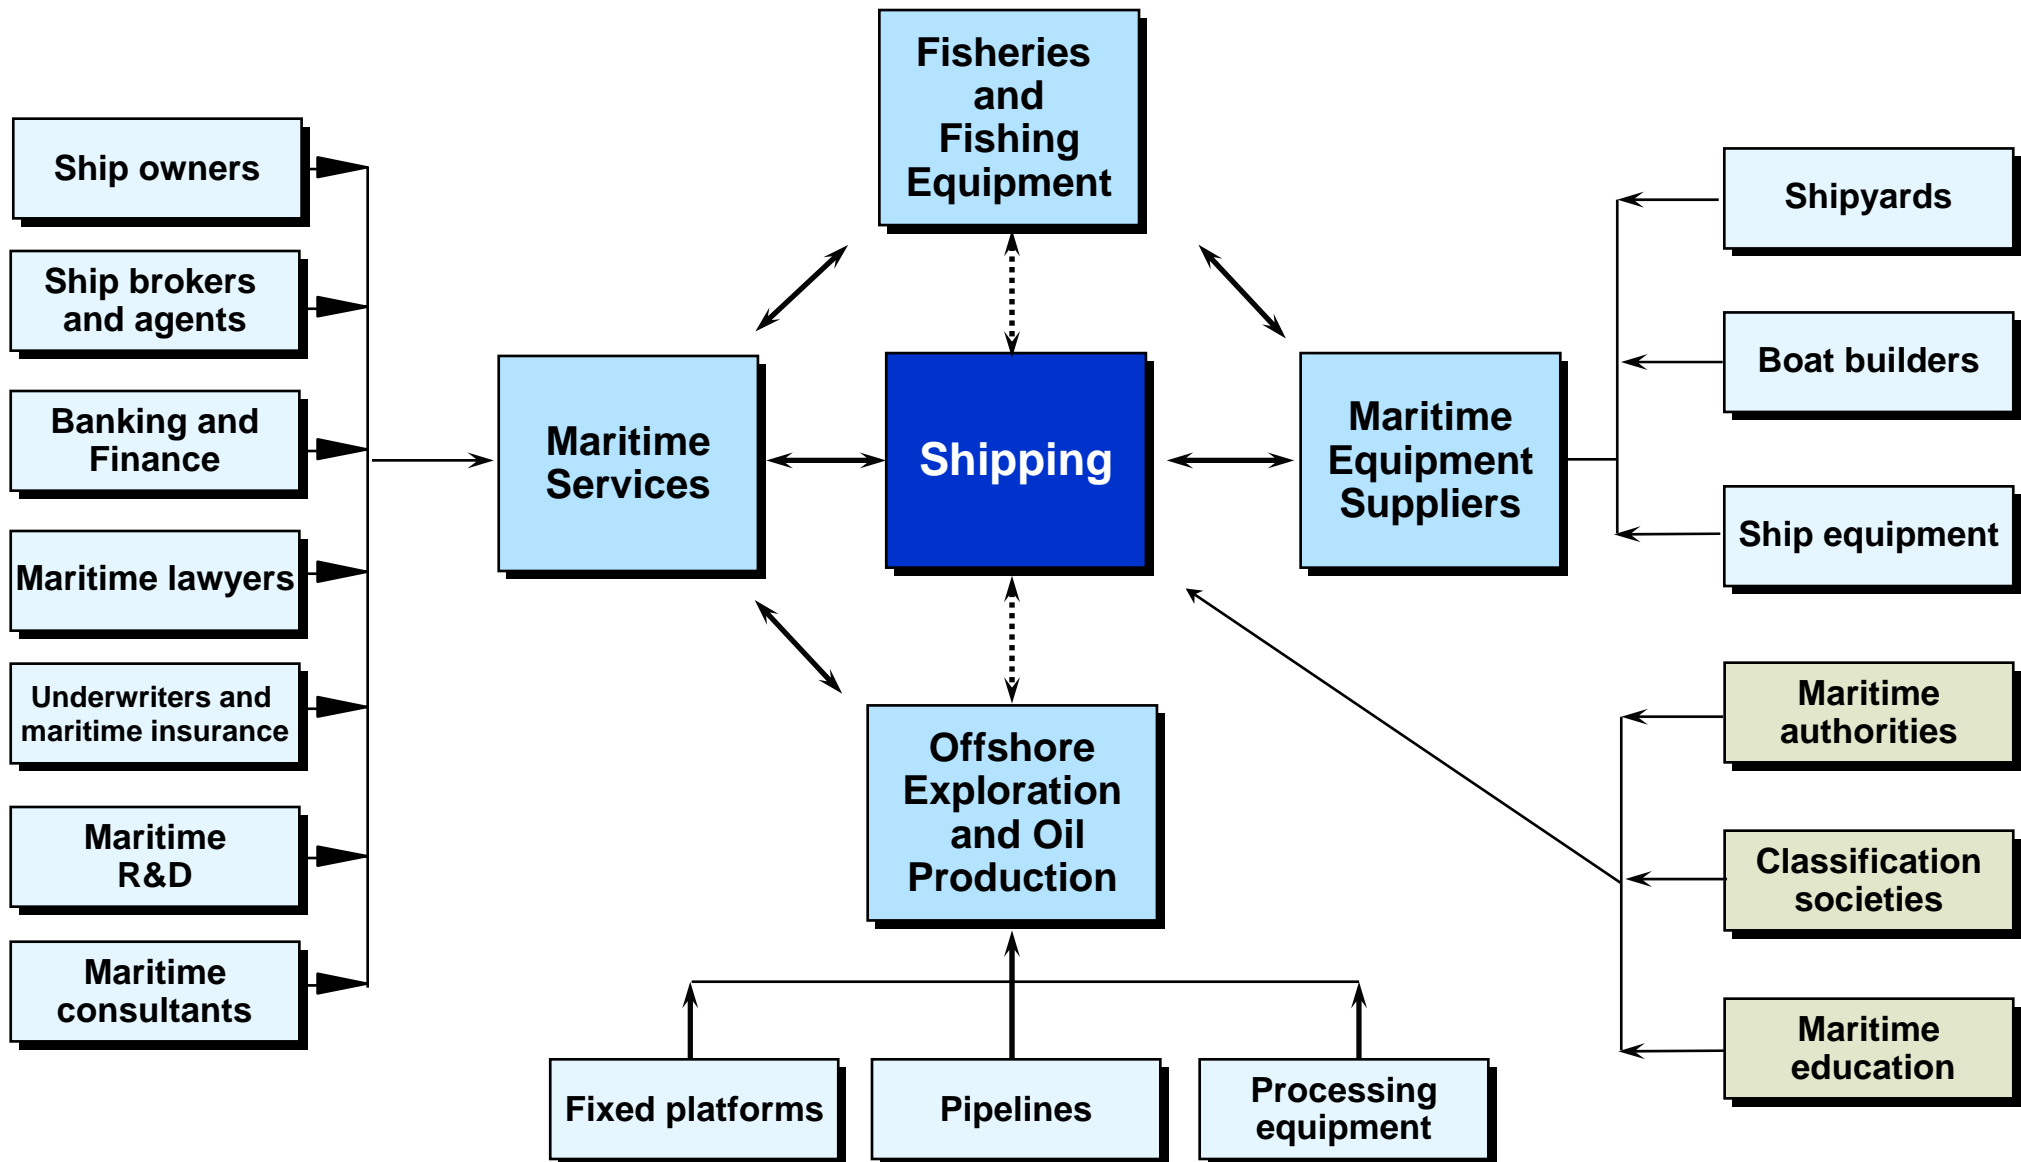 Fisheries
and
Fishing
Equipment
Ship owners
Ship brokers
and agents
Banking and
Finance
Maritime lawyers
Underwriters and
maritime insurance
Maritime
R&D
Maritime
consultants
Maritime
Services
Shipping
Maritime
Equipment
Suppliers
Shipyards
Boat builders
Ship equipment
Offshore
Exploration
and Oil
Production
Maritime
authorities
Classification
societies
Maritime
education
Fixed platforms
Pipelines
Processing
equipment